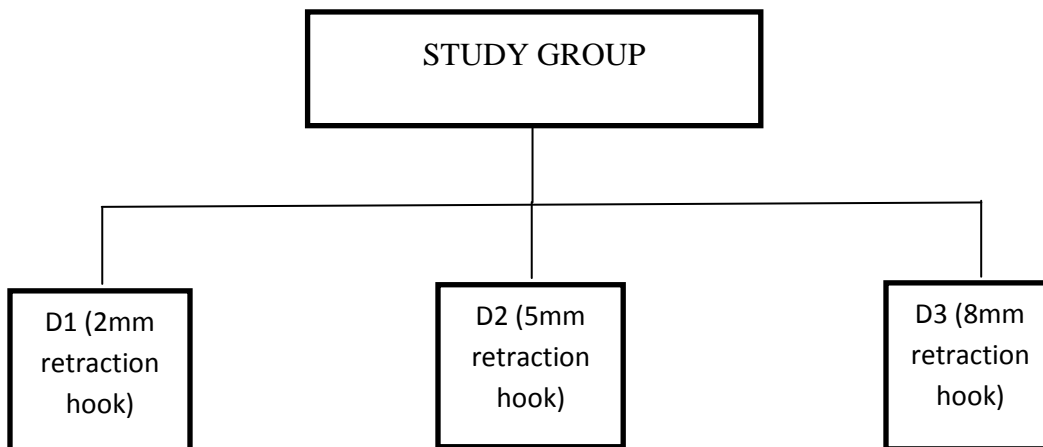 STUDY GROUP
D1 (2mm
retraction
hook)
D2 (5mm
retraction
hook)
D3 (8mm
retraction
hook)